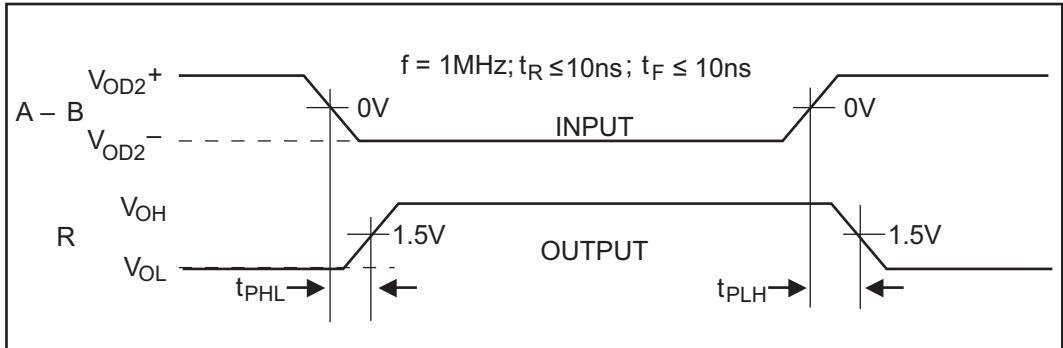 f = 1MHz; tR ≤10ns; tF ≤ 10ns
VOD2+
A – B
0V
0V
VOD2–
INPUT
VOH
R
1.5V
OUTPUT
1.5V
VOL
tPHL
tPLH